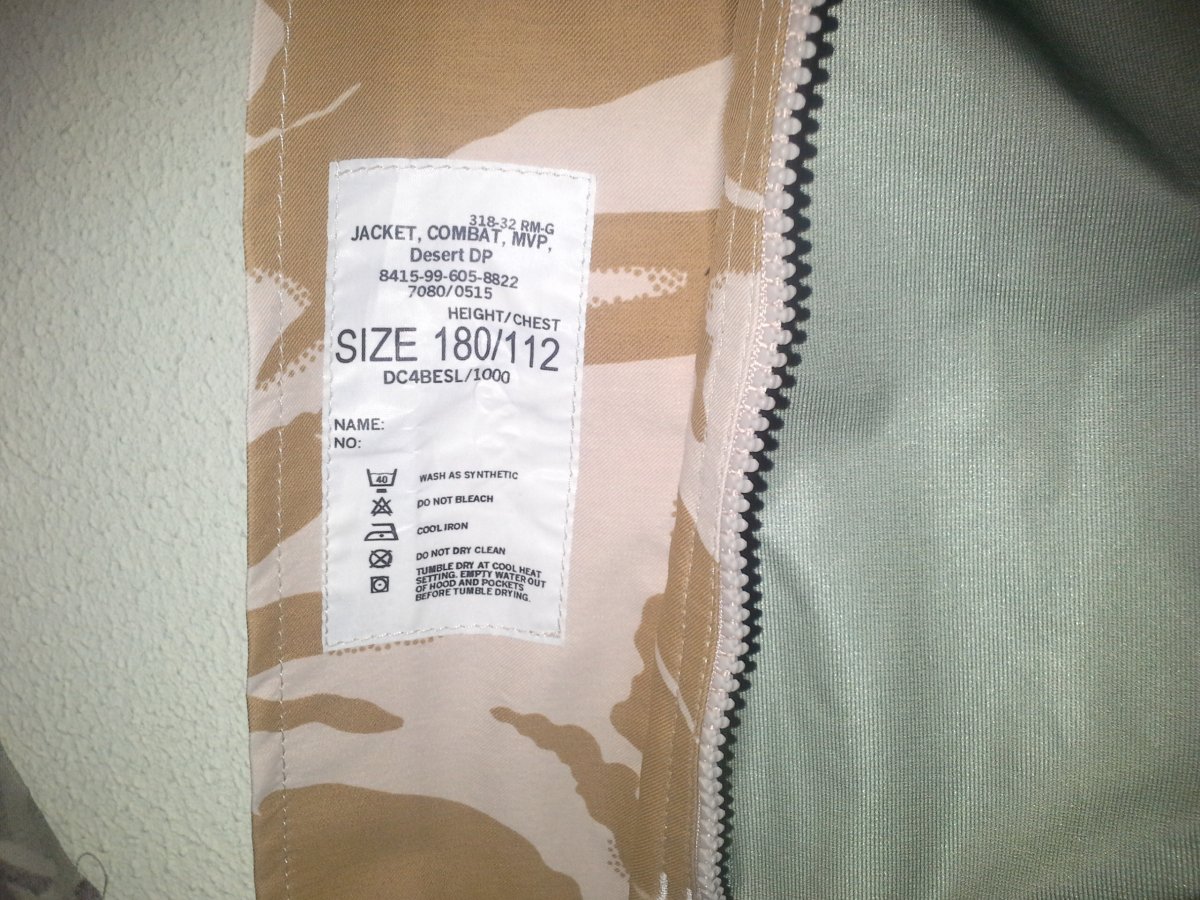 318-32 RM-G
JACKET, COMBAT, MVP,
Desert DP
8415-99-605-8822
7080/0515
HEIGHT/CHEST
SIZE 180/112
DC4BESL/1000
NAME:
NO:
40 WASH AS SYNTHETIC
DO NOT BLEACH
COOL IRON
DO NOT DRY CLEAN
TUMBLE DRY AT COOL HEAT
SETTING. EMPTY WATER OUT
OF HOOD AND POCKETS
BEFORE TUMBLE DRYING.